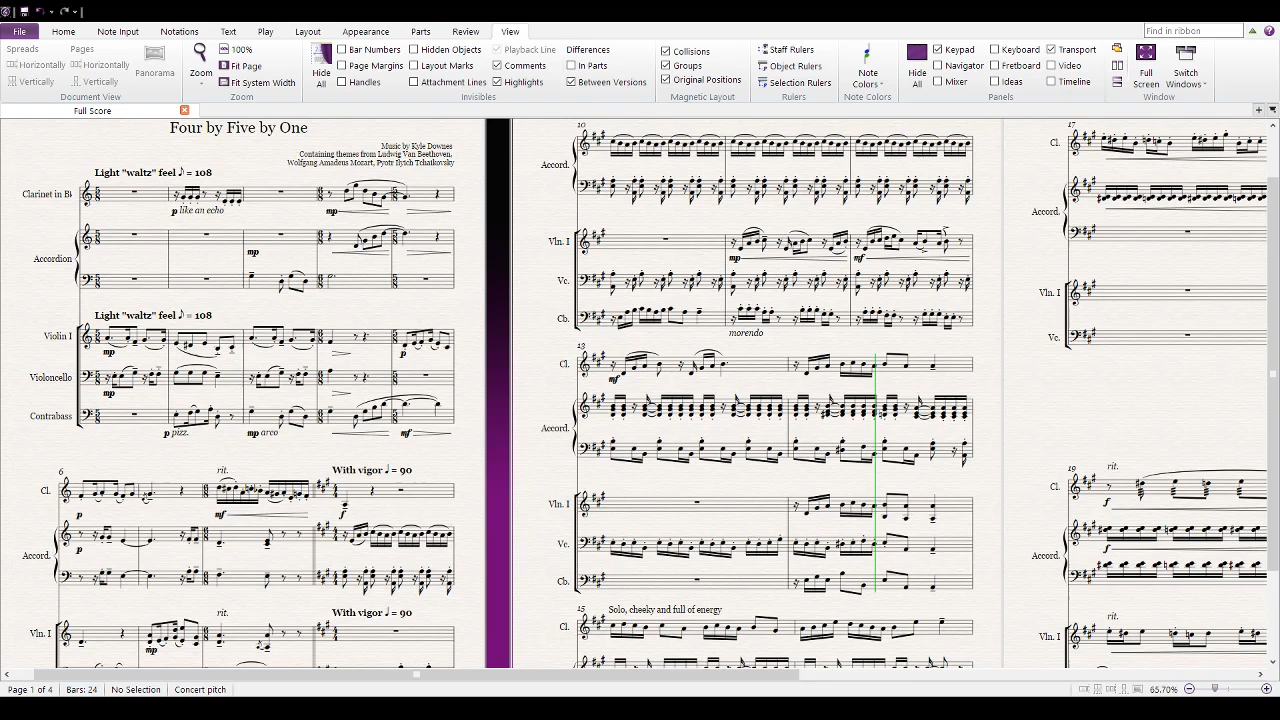 File Home Note Input Notations Text Play Layout Appearance Parts Review View Find in ribbon
Spreads Pages 100% Bar Numbers Hidden Objects Playback Line Differences Collisions Staff Rulers Keypad Keyboard Transport
Horizontally Horizontally Fit Page Page Margins Layout Marks Comments In Parts Groups Object Rulers Navigator Fretboard Video
Vertically Vertically Panorama Zoom Fit System Width Hide All Handles Attachment Lines Highlights Between Versions Original Positions Selection Rulers Note Colors Hide All Mixer Ideas Timeline Full Screen Switch Windows
Document View Zoom Invisibles Magnetic Layout Rulers Note Colors Panels Window
Full Score
Four by Five by One
Music by Kyle Downes
Containing themes from Ludwig Van Beethoven,
Wolfgang Amadeus Mozart, Pyotr Ilytch Tchaikovsky
Light "waltz" feel ♪ = 108
Clarinet in B♭
p like an echo
mp
Accordion
mp
Light "waltz" feel ♪ = 108
Violin I
mp
p
Violoncello
mp
Contrabass
p pizz.
mp arco
mf
6
rit.
With vigor ♩ = 90
Cl.
p
mf
f
Accord.
p
rit.
With vigor ♩ = 90
Vln. I
mp
10
Accord.
Vln. I
mp
mf
Vc.
Cb.
morendo
13
Cl.
mf
Accord.
Vln. I
Vc.
Cb.
15
Solo, cheeky and full of energy
Cl.
17
Cl.
Accord.
Vln. I
Vc.
19
rit.
Cl.
f
Accord.
f
rit.
Vln. I
Page 1 of 4 Bars: 24 No Selection Concert pitch 65.70%